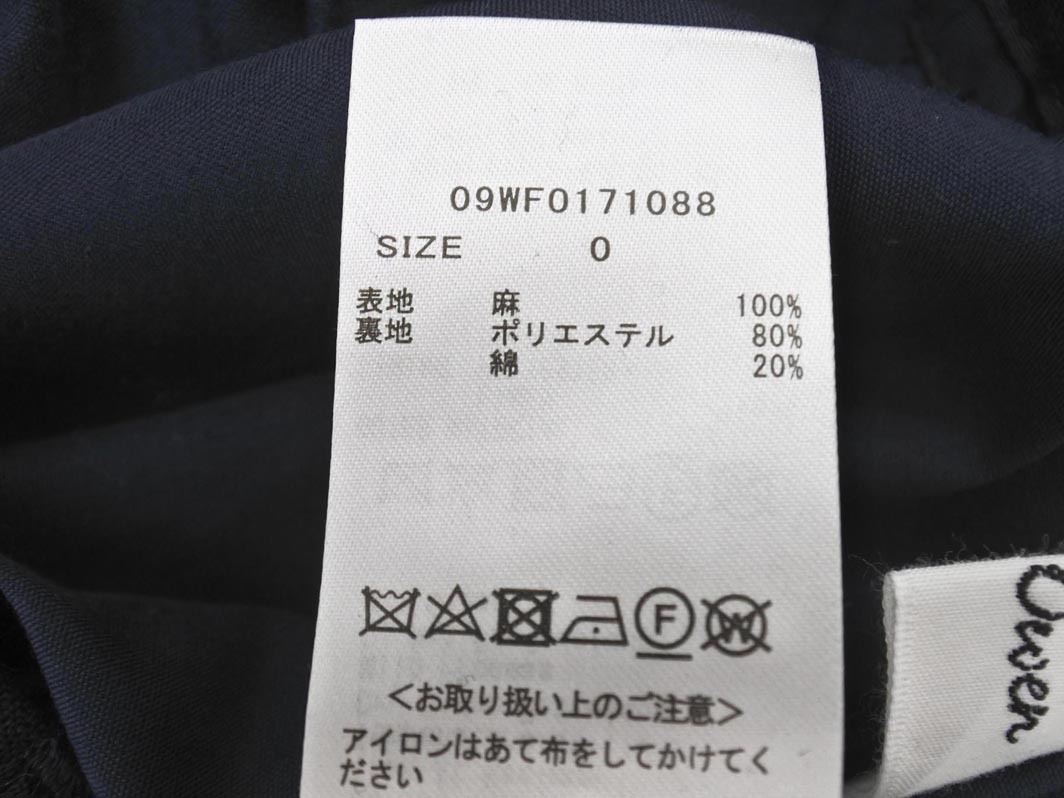 09WF0171088
SIZE 0
表地 麻 100%
裏地 ポリエステル 80%
綿 20%
F W
<お取り扱い上のご注意>
アイロンはあて布をしてかけてく
ださい
Owen